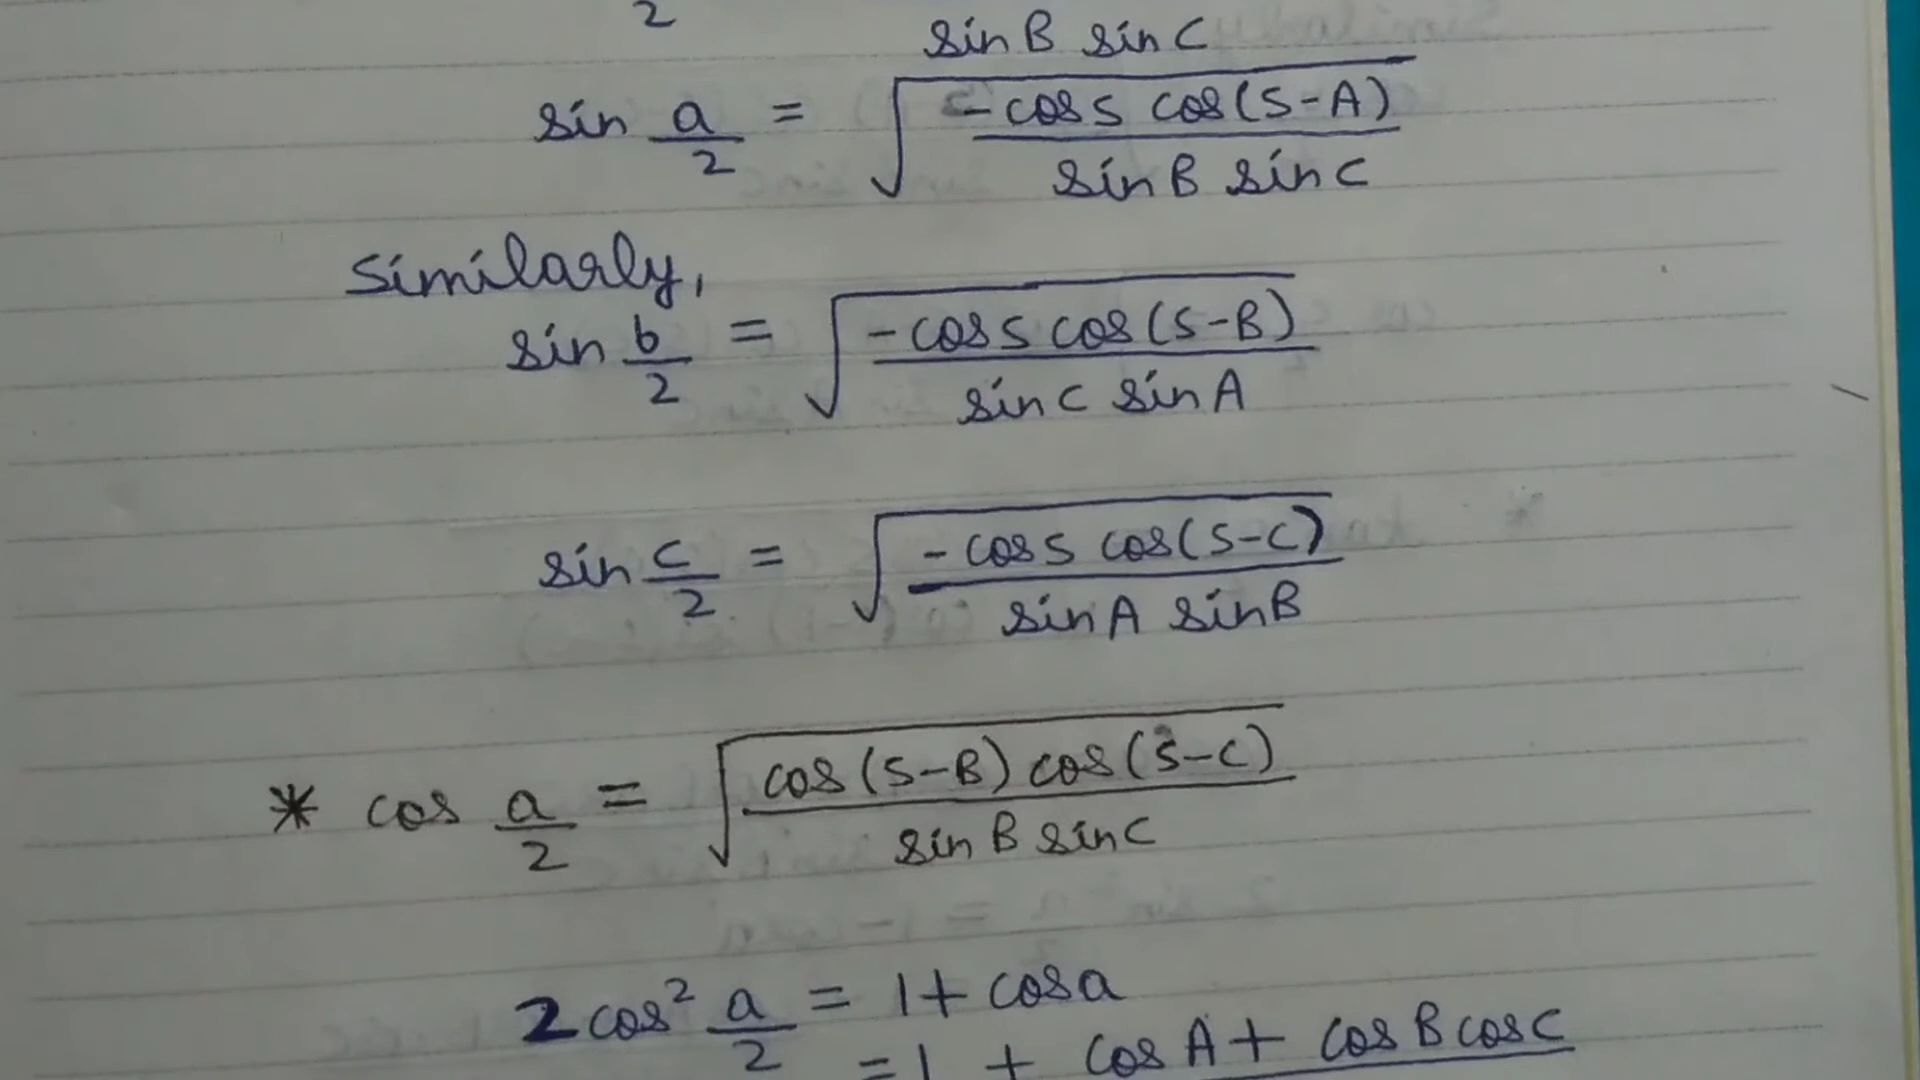 2 sin B sin C
sin a/2 = √(-cos S cos(S-A) / sin B sin C)
Similarly,
sin b/2 = √(-cos S cos(S-B) / sin C sin A)
sin c/2 = √(-cos S cos(S-C) / sin A sin B)
* cos a/2 = √(cos(S-B) cos(S-C) / sin B sin C)
2 cos² a/2 = 1 + cos a
= 1 + cos A + cos B cos C